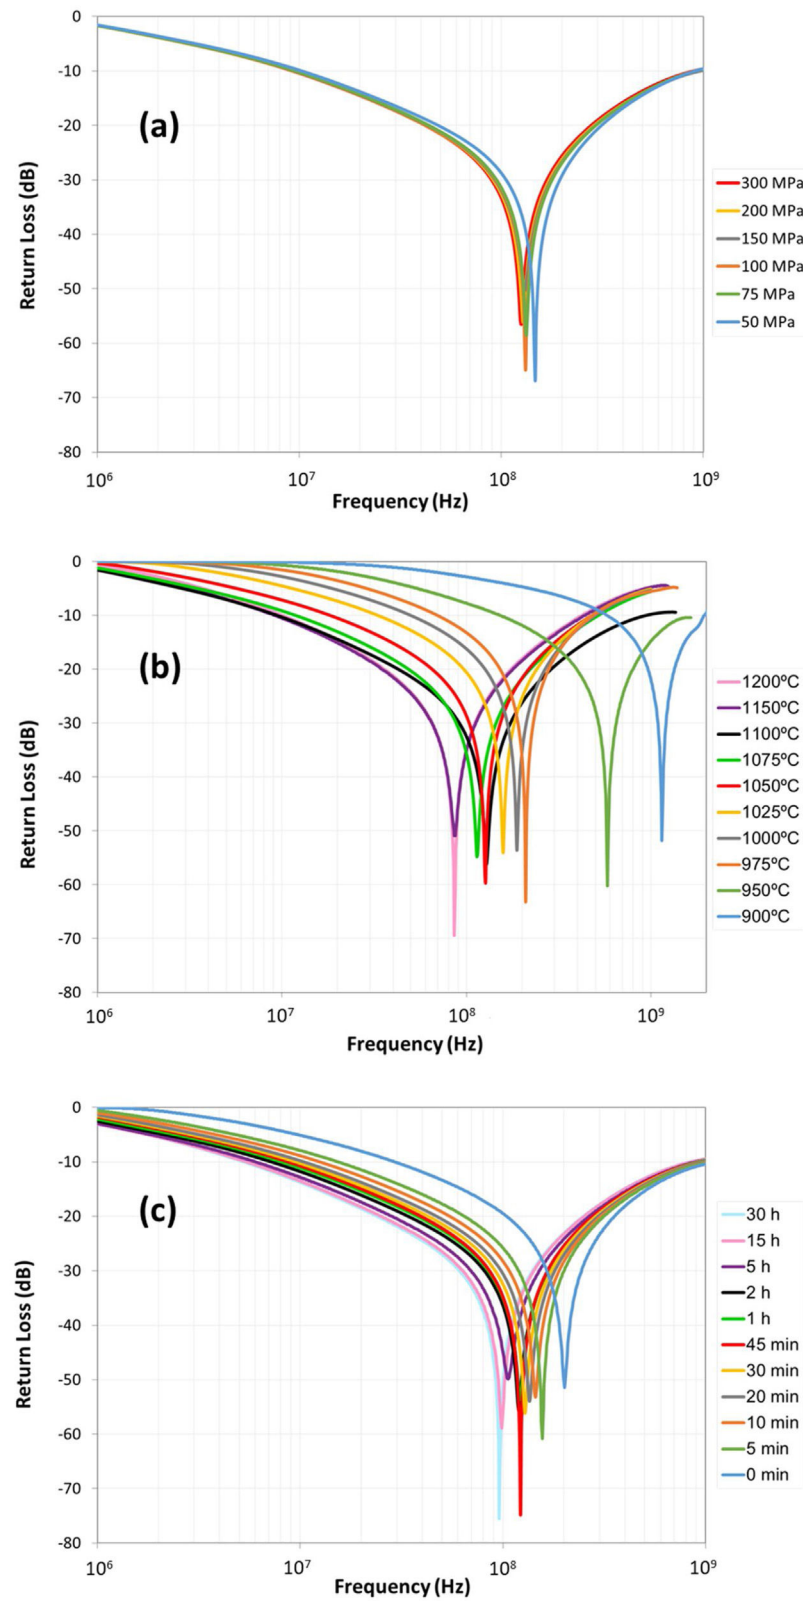 0
-10
-20
-30
-40
-50
-60
-70
-80
Return Loss (dB)
(a)
10⁶ 10⁷ 10⁸ 10⁹
Frequency (Hz)
300 MPa
200 MPa
150 MPa
100 MPa
75 MPa
50 MPa
0
-10
-20
-30
-40
-50
-60
-70
-80
Return Loss (dB)
(b)
10⁶ 10⁷ 10⁸ 10⁹
Frequency (Hz)
1200ºC
1150ºC
1100ºC
1075ºC
1050ºC
1025ºC
1000ºC
975ºC
950ºC
900ºC
0
-10
-20
-30
-40
-50
-60
-70
-80
Return Loss (dB)
(c)
10⁶ 10⁷ 10⁸ 10⁹
Frequency (Hz)
30 h
15 h
5 h
2 h
1 h
45 min
30 min
20 min
10 min
5 min
0 min